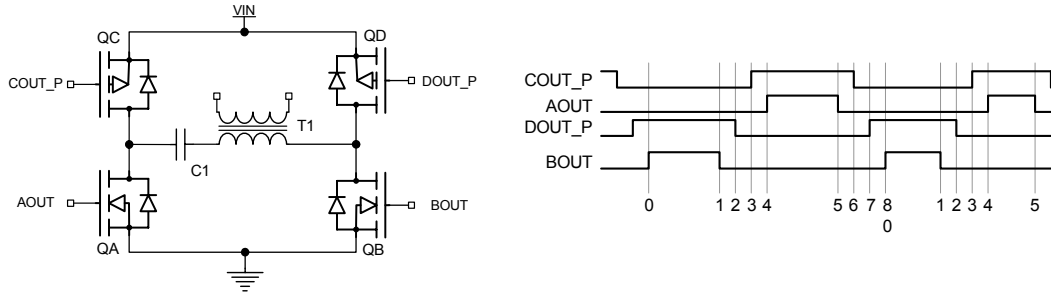 VIN
QC
QD
COUT_P
DOUT_P
T1
C1
AOUT
BOUT
QA
QB
COUT_P
AOUT
DOUT_P
BOUT
0 1 2 3 4 5 6 7 8 1 2 3 4 5
0